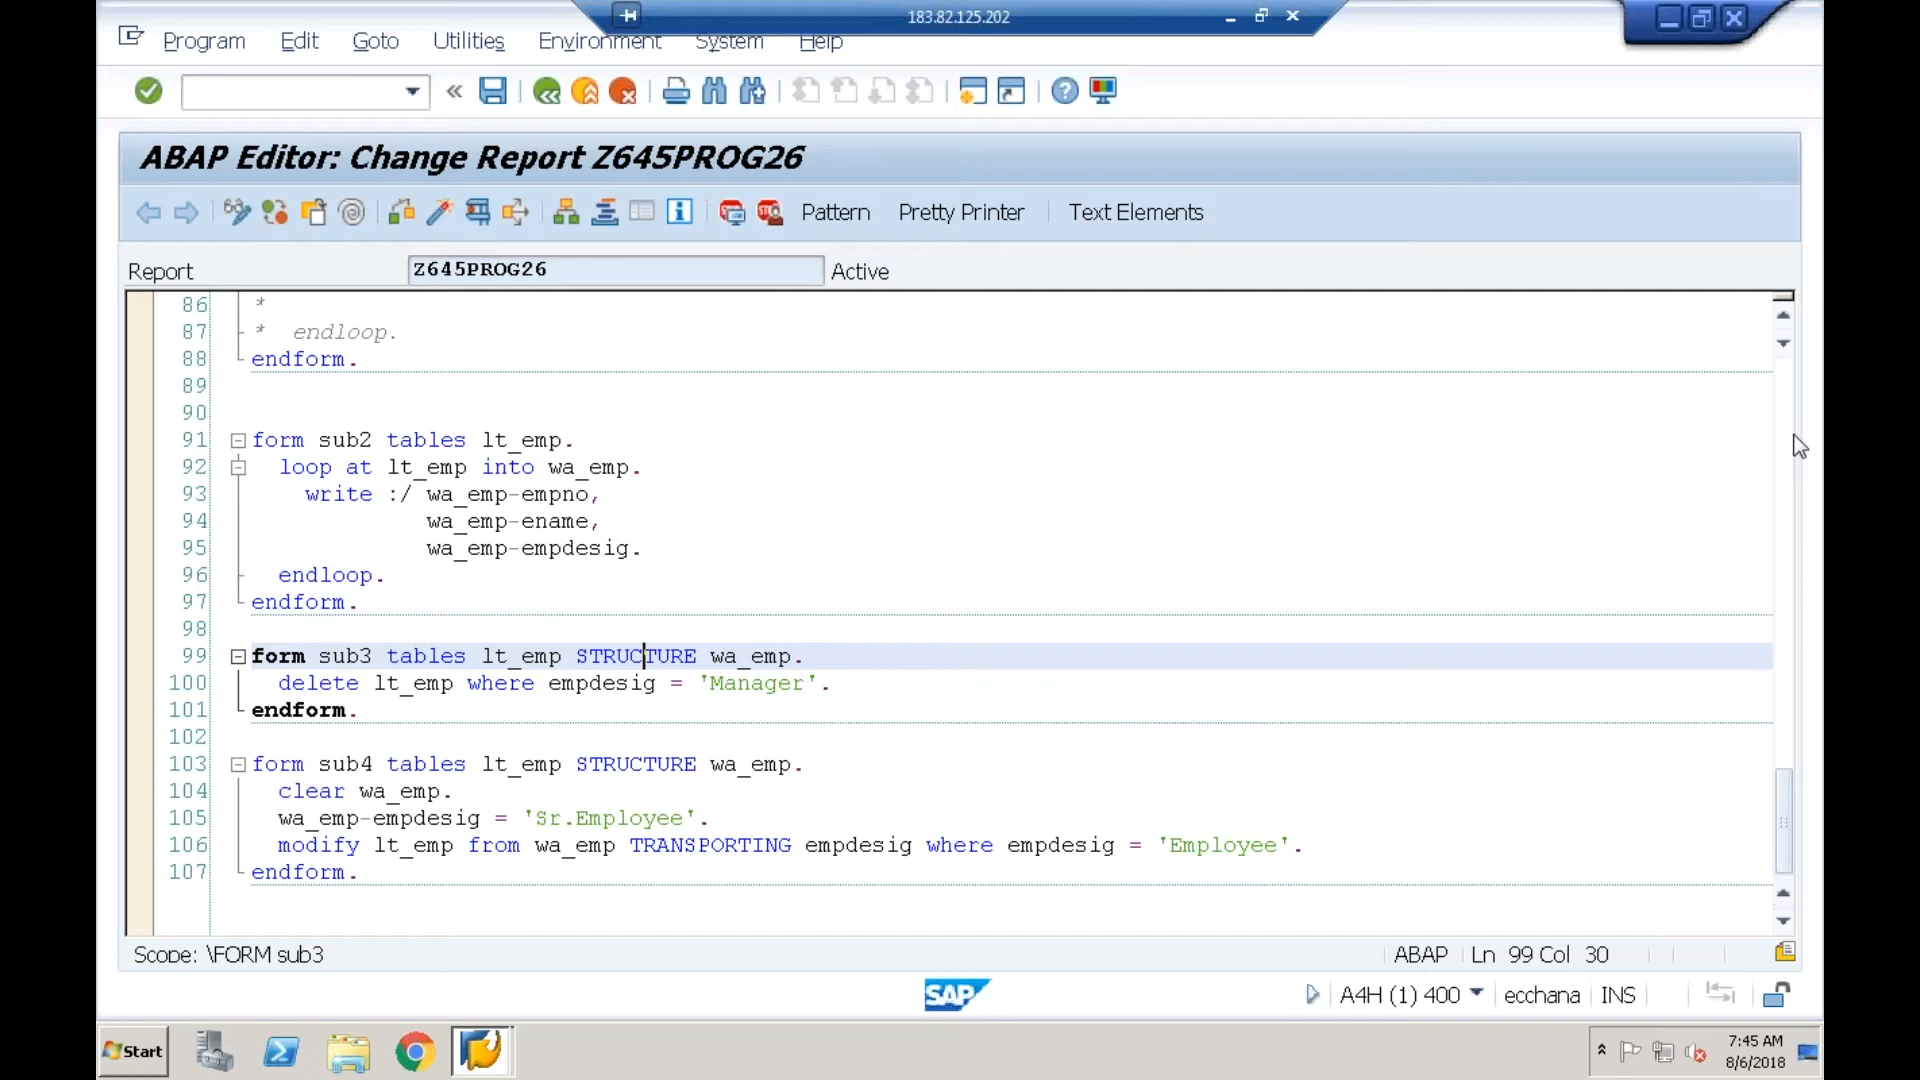 183.82.125.202
Program Edit Goto Utilities Environment System Help
ABAP Editor: Change Report Z645PROG26
Pattern Pretty Printer Text Elements
Report Z645PROG26 Active
86 *
87 * endloop.
88 endform.
89
90
91 form sub2 tables lt_emp.
92 loop at lt_emp into wa_emp.
93 write :/ wa_emp-empno,
94 wa_emp-ename,
95 wa_emp-empdesig.
96 endloop.
97 endform.
98
99 form sub3 tables lt_emp STRUCTURE wa_emp.
100 delete lt_emp where empdesig = 'Manager'.
101 endform.
102
103 form sub4 tables lt_emp STRUCTURE wa_emp.
104 clear wa_emp.
105 wa_emp-empdesig = 'Sr.Employee'.
106 modify lt_emp from wa_emp TRANSPORTING empdesig where empdesig = 'Employee'.
107 endform.
Scope: \FORM sub3 ABAP Ln 99 Col 30
SAP A4H (1) 400 ecchana INS
Start 7:45 AM
8/6/2018